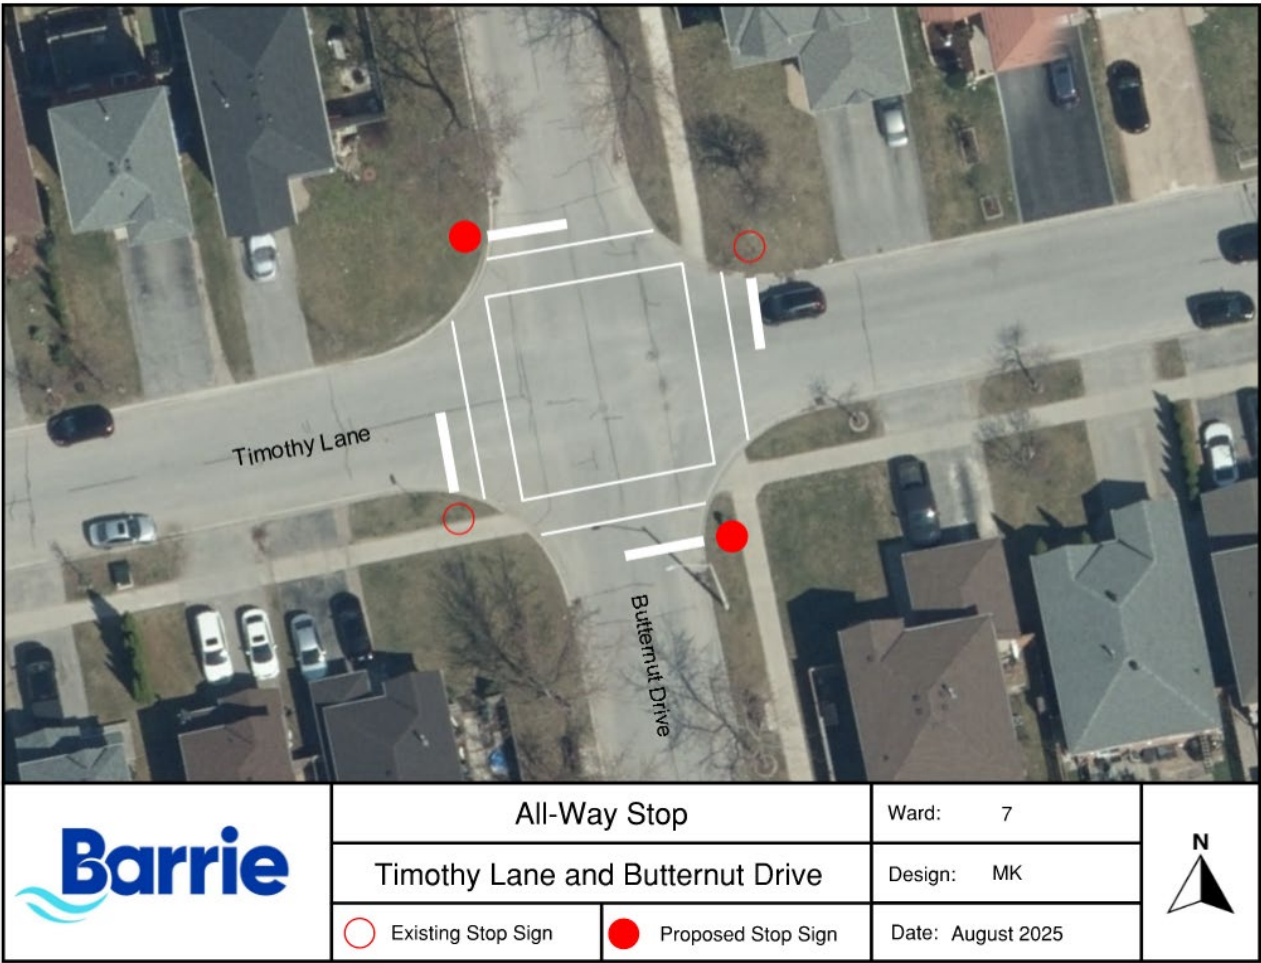 Timothy Lane
Butternut Drive
Barrie
All-Way Stop
Timothy Lane and Butternut Drive
Existing Stop Sign
Proposed Stop Sign
Ward: 7
Design: MK
Date: August 2025
N